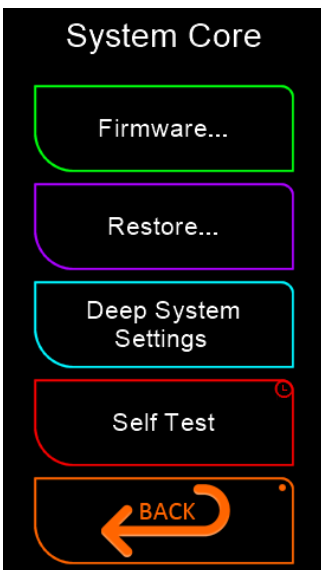 System Core
Firmware...
Restore...
Deep System
Settings
Self Test
BACK